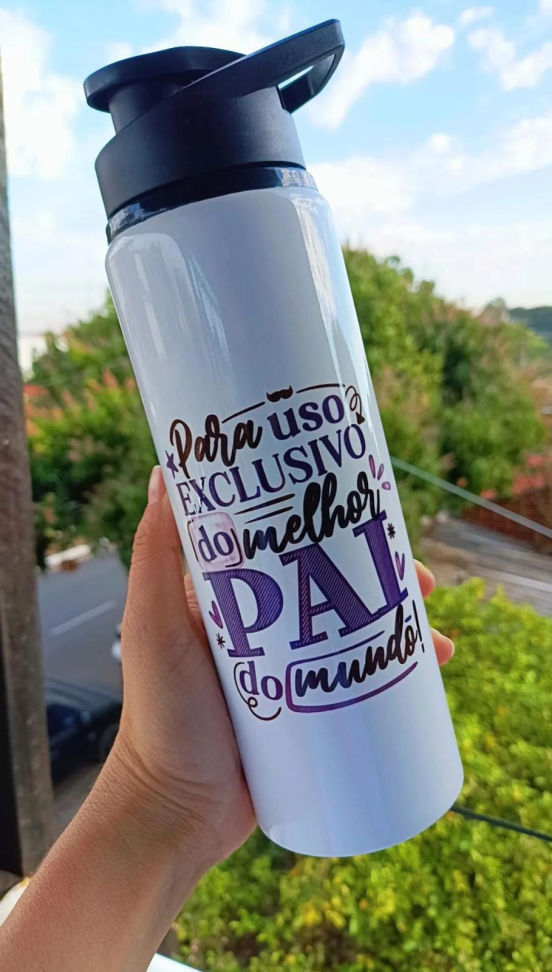 Para uso
EXCLUSIVO
do melhor
PAI
do mundo!